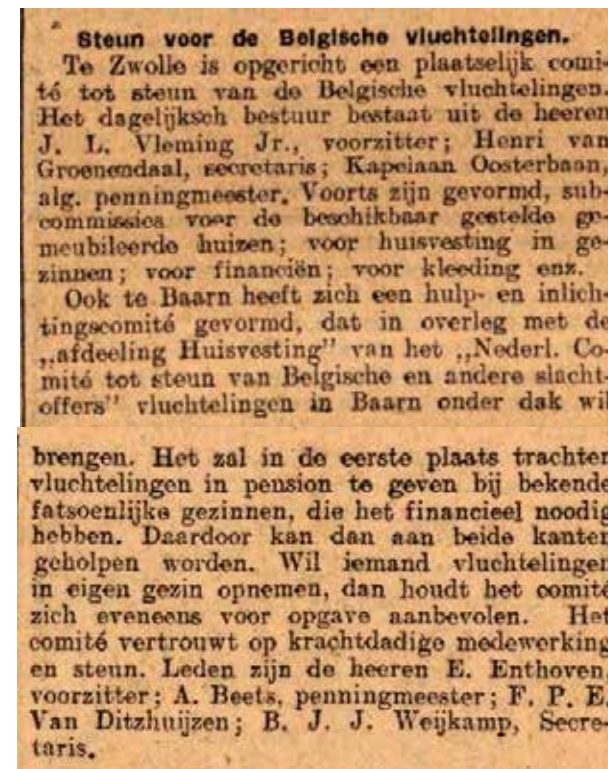 Steun voor de Belgische vluchtelingen.
Te Zwolle is opgericht een plaatselijk comi-
té tot steun van de Belgische vluchtelingen.
Het dagelijksch bestuur bestaat uit de heeren
J. L. Vleming Jr., voorzitter; Henri van
Groenendaal, secretaris; Kapelaan Oosterbaan,
alg. penningmeester. Voorts zijn gevormd, sub-
commissies voor de beschikbaar gestelde ge-
meubileerde huizen; voor huisvesting in ge-
zinnen; voor financiën; voor kleeding enz.
Ook te Baarn heeft zich een hulp- en inlich-
tingscomité gevormd, dat in overleg met de
„afdeeling Huisvesting” van het „Nederl. Co-
mité tot steun van Belgische en andere slacht-
offers” vluchtelingen in Baarn onder dak wil
brengen. Het zal in de eerste plaats trachten
vluchtelingen in pension te geven bij bekende
fatsoenlijke gezinnen, die het financieel noodig
hebben. Daardoor kan dan aan beide kanten
geholpen worden. Wil iemand vluchtelingen
in eigen gezin opnemen, dan houdt het comité
zich eveneens voor opgave aanbevolen. Het
comité vertrouwt op krachtdadige medewerking
en steun. Leden zijn de heeren E. Enthoven,
voorzitter; A. Beets, penningmeester; F. P. E.
Van Ditzhuijzen; B. J. J. Weijkamp, Secre-
taris.